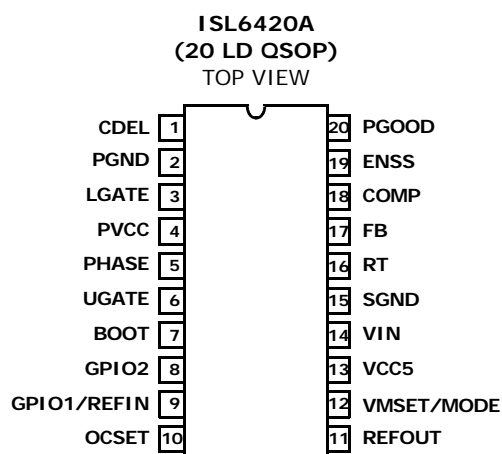 ISL6420A
(20 LD QSOP)
TOP VIEW
CDEL 1 20 PGOOD
PGND 2 19 ENSS
LGATE 3 18 COMP
PVCC 4 17 FB
PHASE 5 16 RT
UGATE 6 15 SGND
BOOT 7 14 VIN
GPIO2 8 13 VCC5
GPIO1/REFIN 9 12 VMSET/MODE
OCSET 10 11 REFOUT